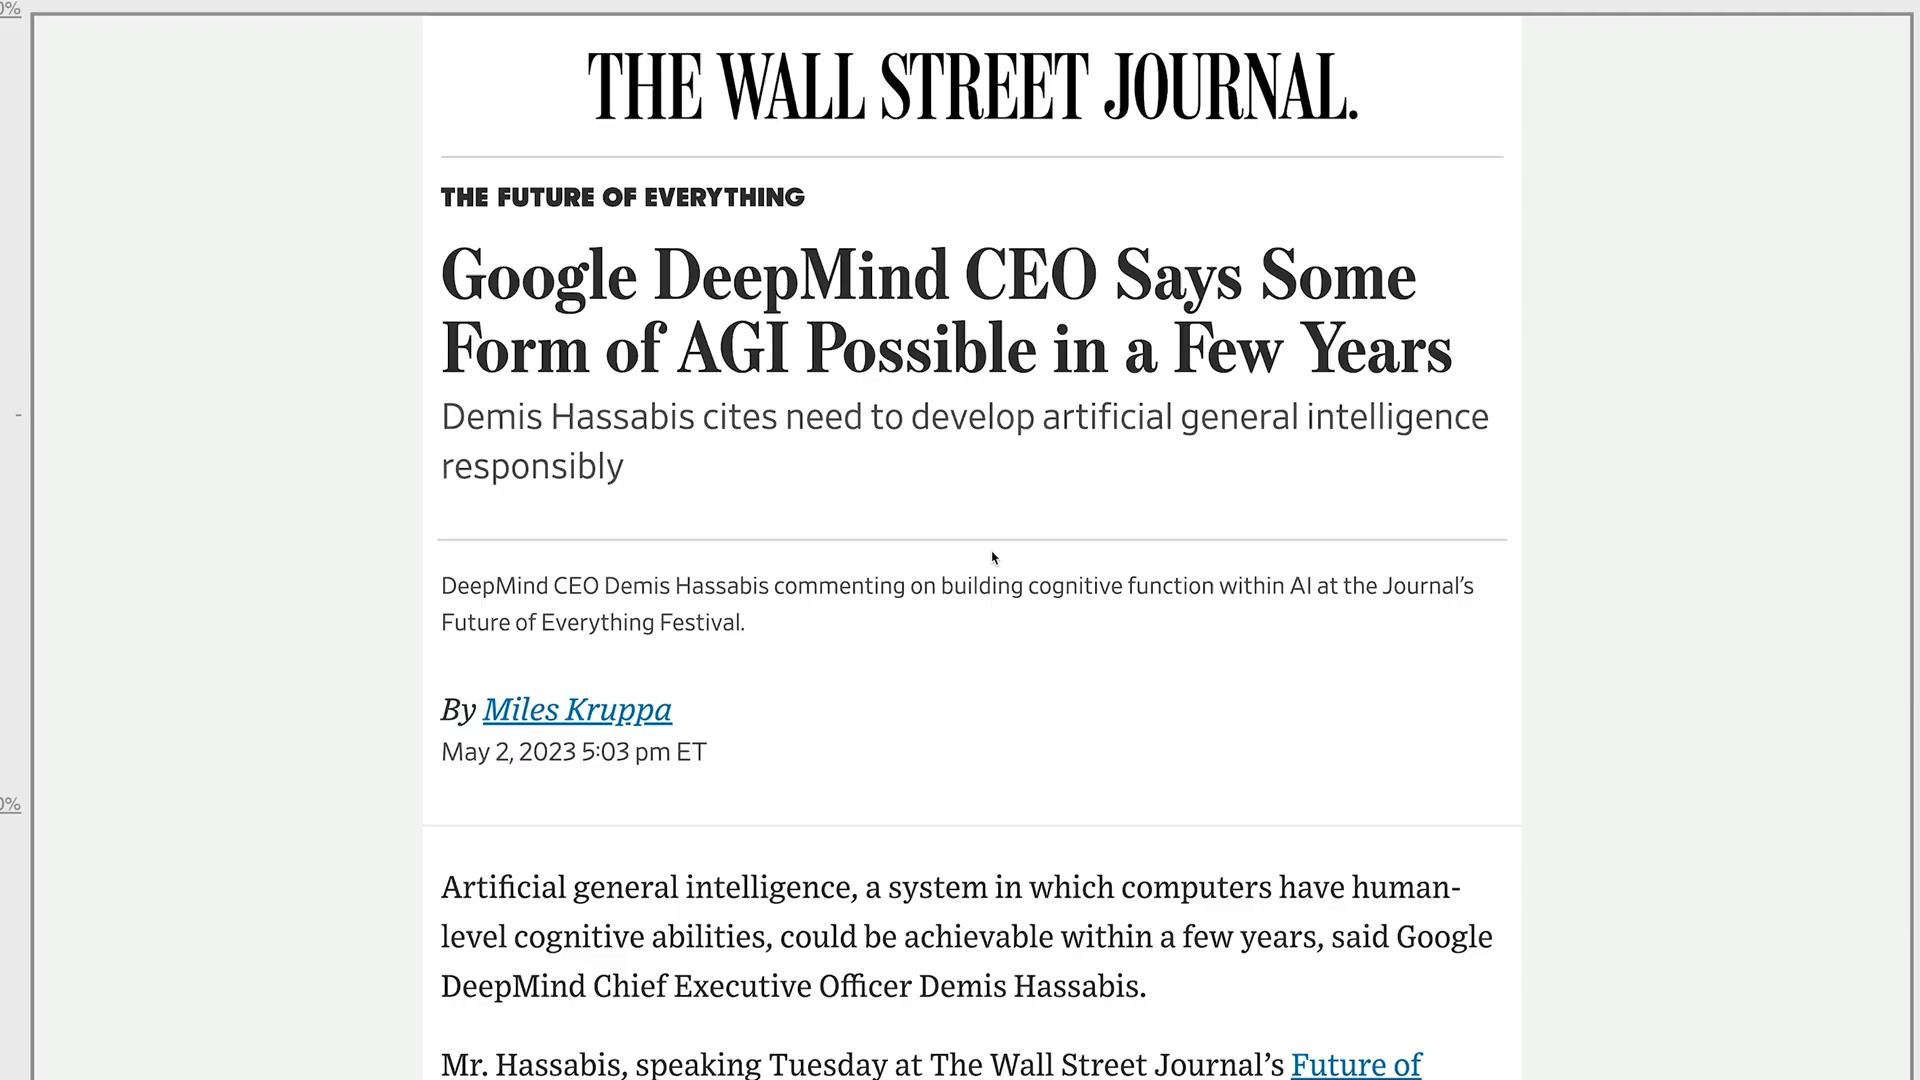 0%
THE WALL STREET JOURNAL.
THE FUTURE OF EVERYTHING
Google DeepMind CEO Says Some
Form of AGI Possible in a Few Years
Demis Hassabis cites need to develop artificial general intelligence
responsibly
-
DeepMind CEO Demis Hassabis commenting on building cognitive function within AI at the Journal’s
Future of Everything Festival.
By Miles Kruppa
May 2, 2023 5:03 pm ET
0%
Artificial general intelligence, a system in which computers have human-
level cognitive abilities, could be achievable within a few years, said Google
DeepMind Chief Executive Officer Demis Hassabis.
Mr. Hassabis, speaking Tuesday at The Wall Street Journal’s Future of